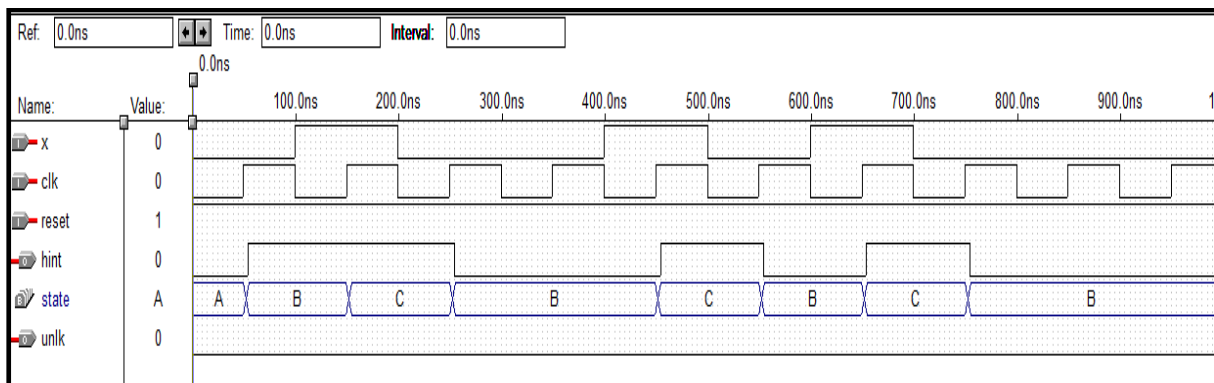 Ref: 0.0ns Time: 0.0ns Interval: 0.0ns
0.0ns
100.0ns 200.0ns 300.0ns 400.0ns 500.0ns 600.0ns 700.0ns 800.0ns 900.0ns 1
Name: Value:
I x 0
I clk 0
I reset 1
O hint 0
B state A A B C B C B C B
O unlk 0